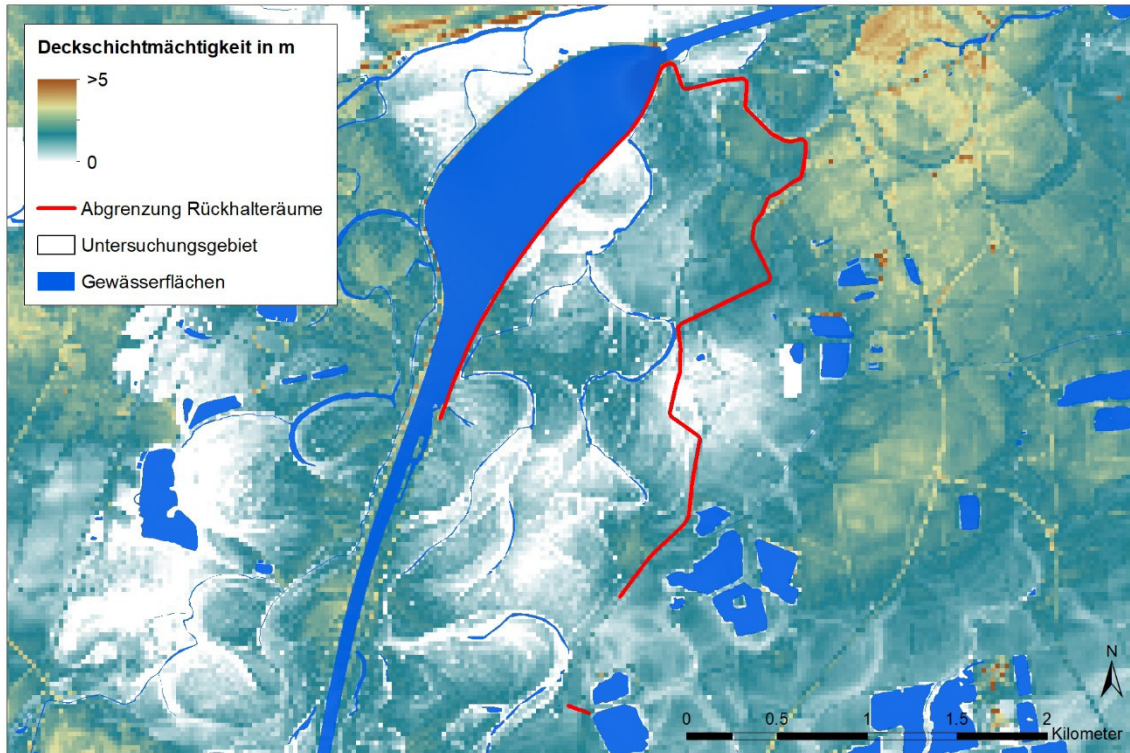 Deckschichtmächtigkeit in m
>5
0
Abgrenzung Rückhalteräume
Untersuchungsgebiet
Gewässerflächen
N
0 0.5 1 1.5 2
Kilometer